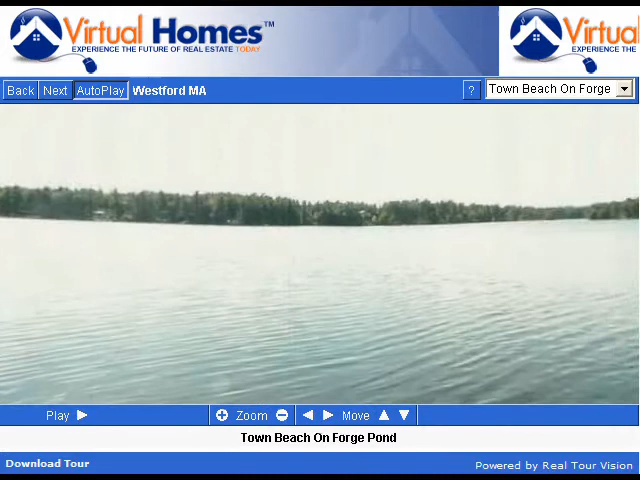 Virtual Homes™
EXPERIENCE THE FUTURE OF REAL ESTATE TODAY
Virtual
EXPERIENCE THE
Back Next AutoPlay Westford MA ? Town Beach On Forge
Play Zoom Move
Town Beach On Forge Pond
Download Tour Powered by Real Tour Vision